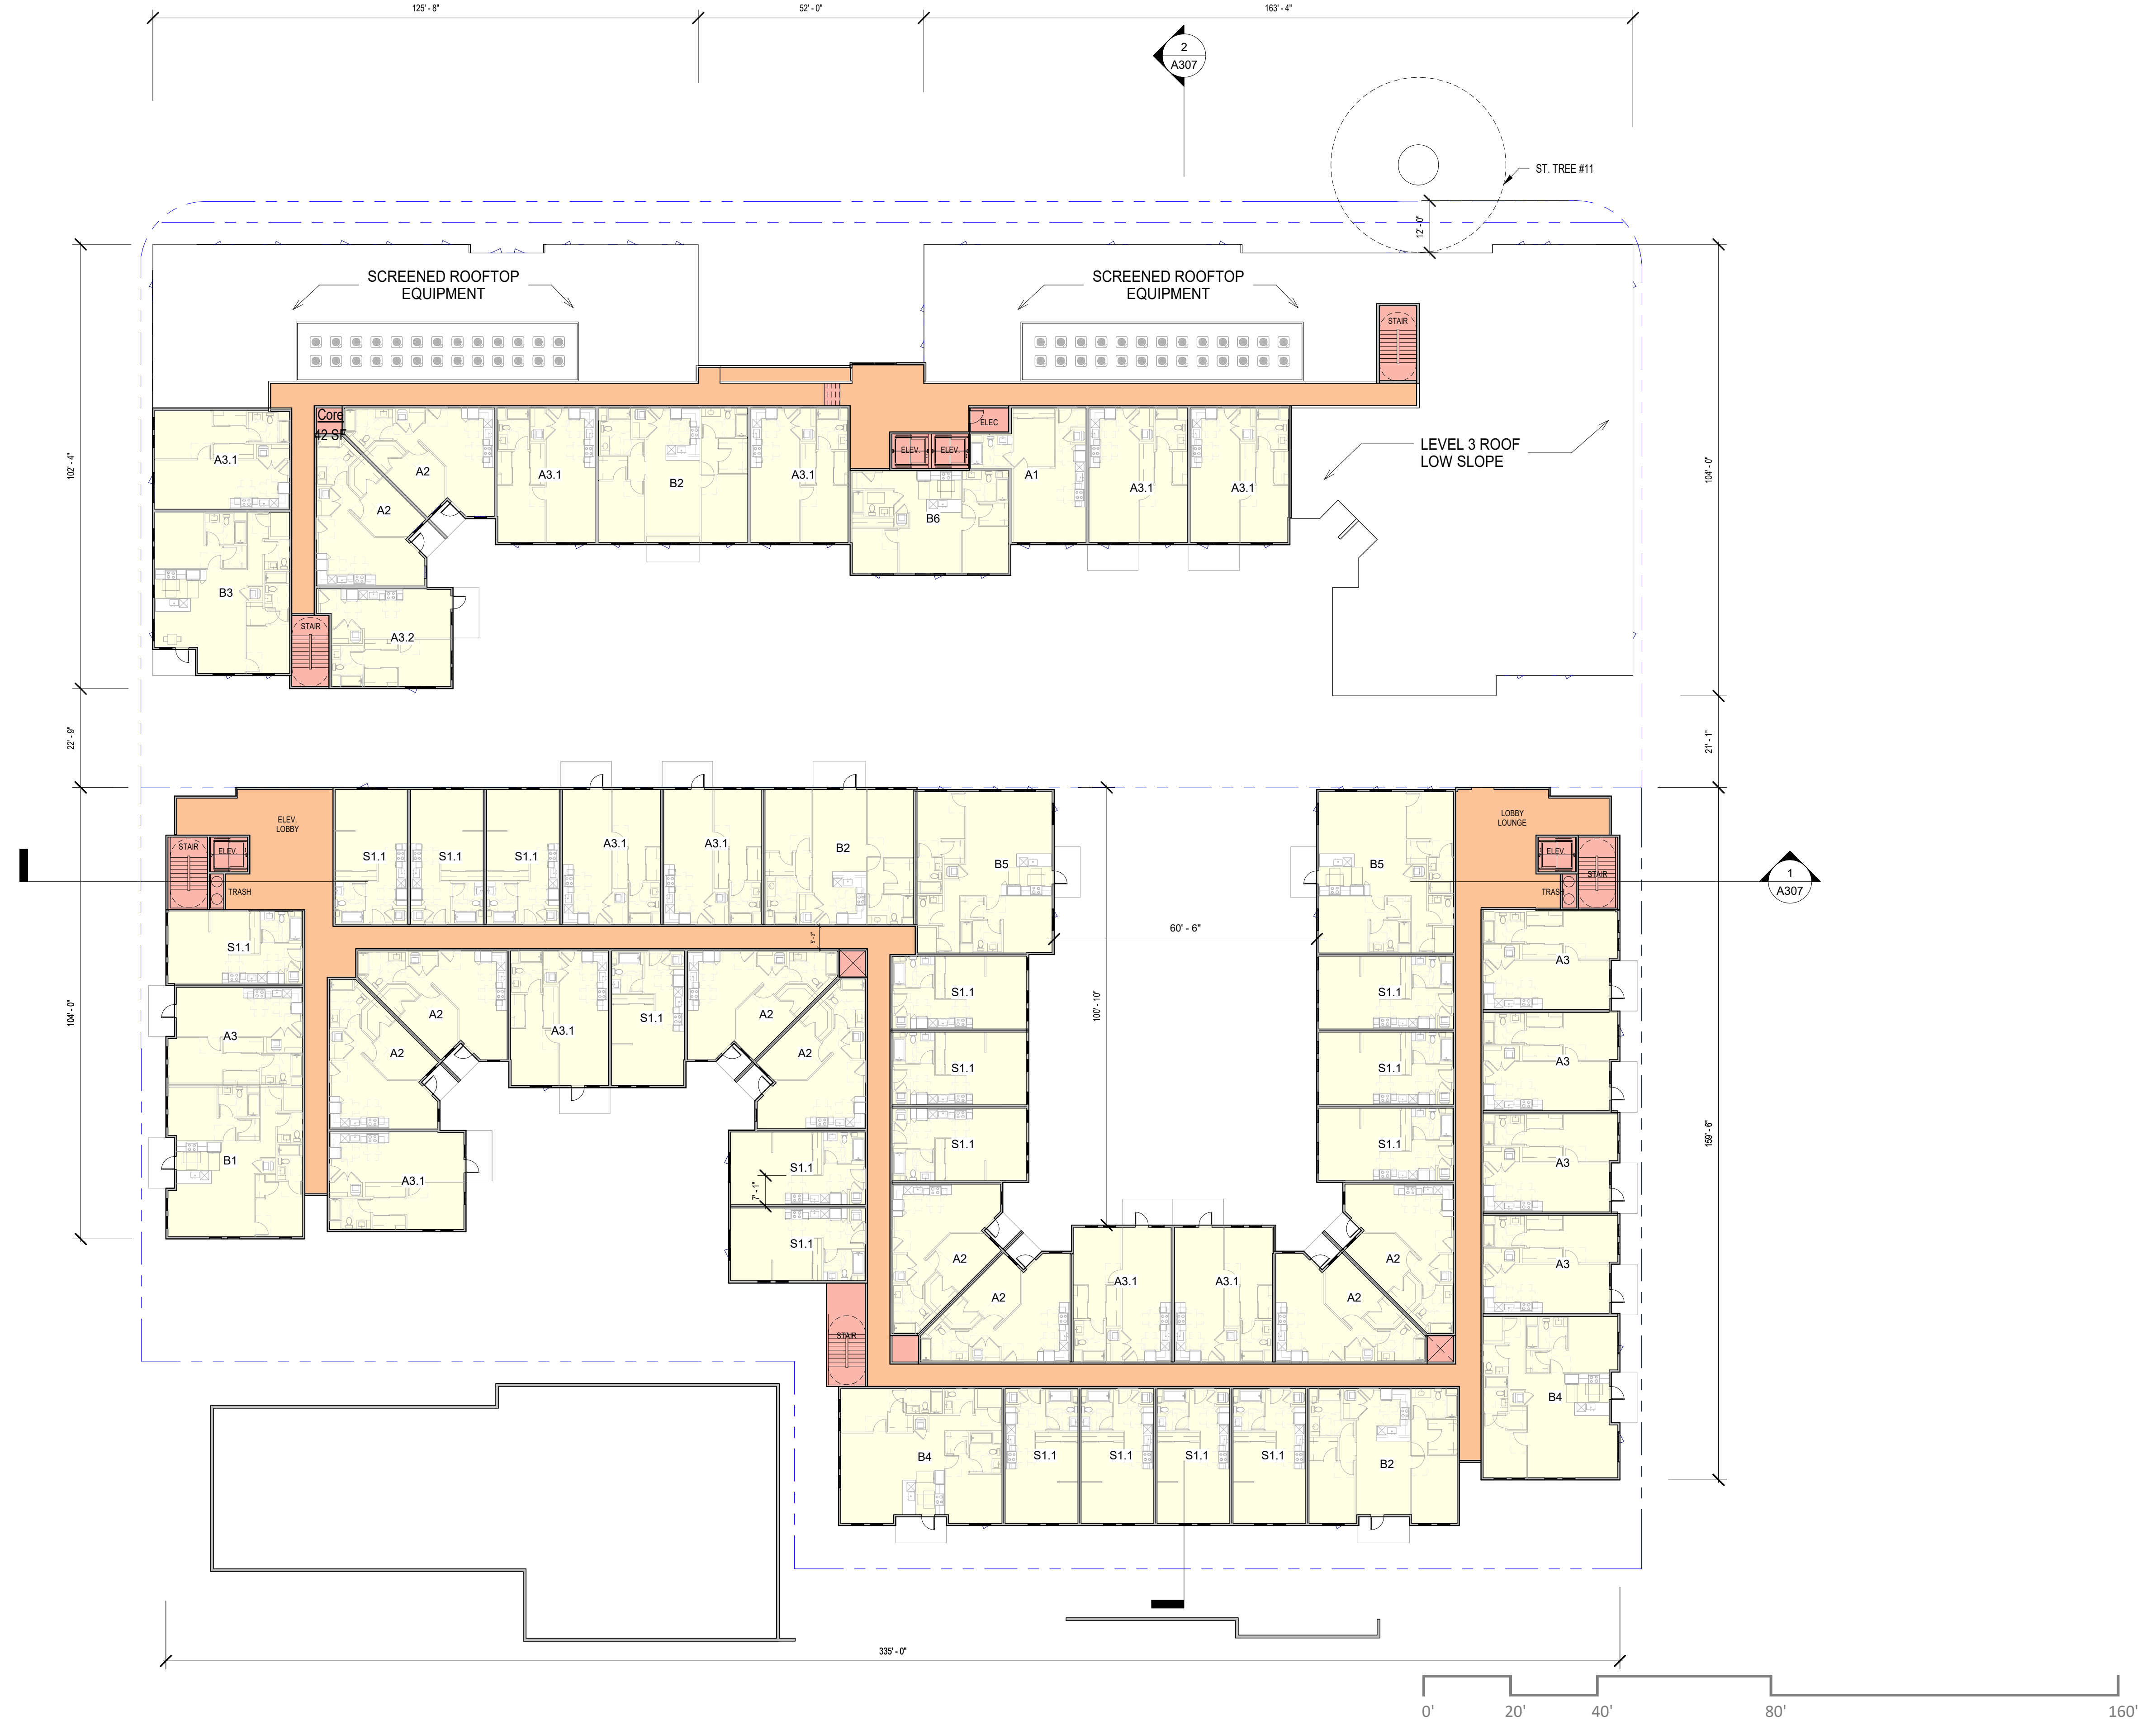 125' - 8"
52' - 0"
163' - 4"
2
A307
ST. TREE #11
12' - 0"
SCREENED ROOFTOP
EQUIPMENT
SCREENED ROOFTOP
EQUIPMENT
STAIR
102' - 4"
104' - 0"
LEVEL 3 ROOF
LOW SLOPE
Core
42 SF
ELEC
ELEV.
ELEV.
A3.1
A2
A3.1
B2
A3.1
A1
A3.1
A3.1
A2
B6
B3
STAIR
A3.2
22' - 9"
21' - 1"
ELEV.
LOBBY
LOBBY
LOUNGE
STAIR
ELEV.
TRASH
S1.1
S1.1
S1.1
A3.1
A3.1
B2
B5
B5
ELEV.
STAIR
TRASH
1
A307
60' - 6"
5' - 2"
S1.1
A3
B1
A2
A2
A3.1
S1.1
A2
A2
A3.1
S1.1
S1.1
7' - 1"
S1.1
S1.1
S1.1
100' - 10"
S1.1
S1.1
S1.1
A3
A3
A3
A3
104' - 0"
159' - 6"
A2
A2
A3.1
A3.1
A2
A2
STAIR
B4
B4
S1.1
S1.1
S1.1
S1.1
B2
335' - 0"
0'
20'
40'
80'
160'